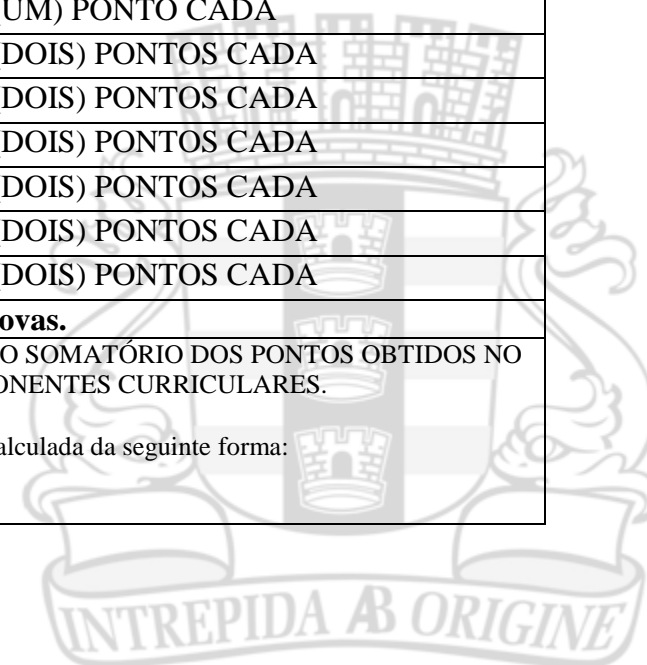 (UM) PONTO CADA
(DOIS) PONTOS CADA
(DOIS) PONTOS CADA
(DOIS) PONTOS CADA
(DOIS) PONTOS CADA
(DOIS) PONTOS CADA
(DOIS) PONTOS CADA
ovas.
O SOMATÓRIO DOS PONTOS OBTIDOS NO
ONENTES CURRICULARES.
alculada da seguinte forma:
INTREPIDA AB ORIGINE